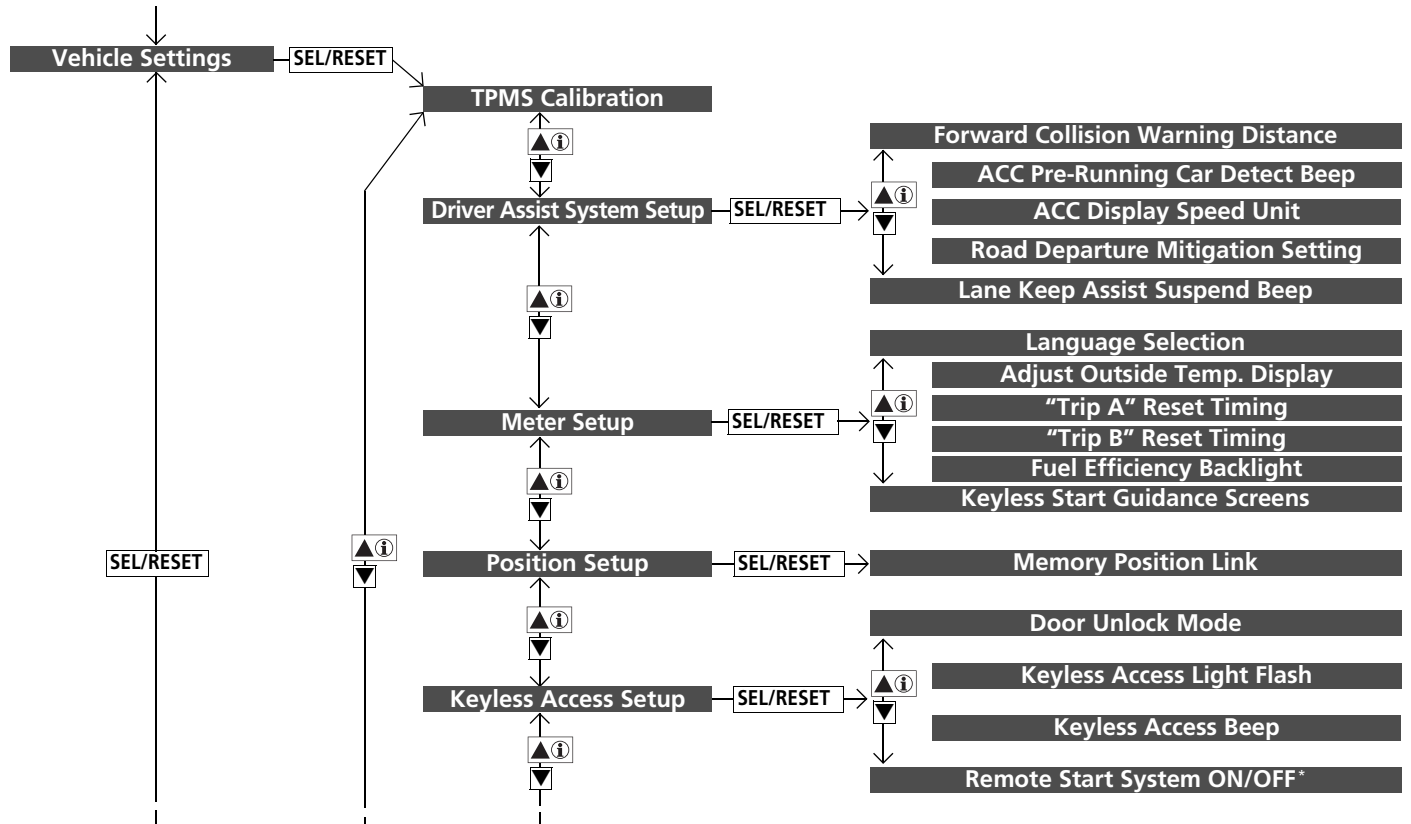 Vehicle Settings
SEL/RESET
TPMS Calibration
Driver Assist System Setup
SEL/RESET
Forward Collision Warning Distance
ACC Pre-Running Car Detect Beep
ACC Display Speed Unit
Road Departure Mitigation Setting
Lane Keep Assist Suspend Beep
Meter Setup
SEL/RESET
Language Selection
Adjust Outside Temp. Display
“Trip A” Reset Timing
“Trip B” Reset Timing
Fuel Efficiency Backlight
Keyless Start Guidance Screens
SEL/RESET
Position Setup
SEL/RESET
Memory Position Link
Keyless Access Setup
SEL/RESET
Door Unlock Mode
Keyless Access Light Flash
Keyless Access Beep
Remote Start System ON/OFF*